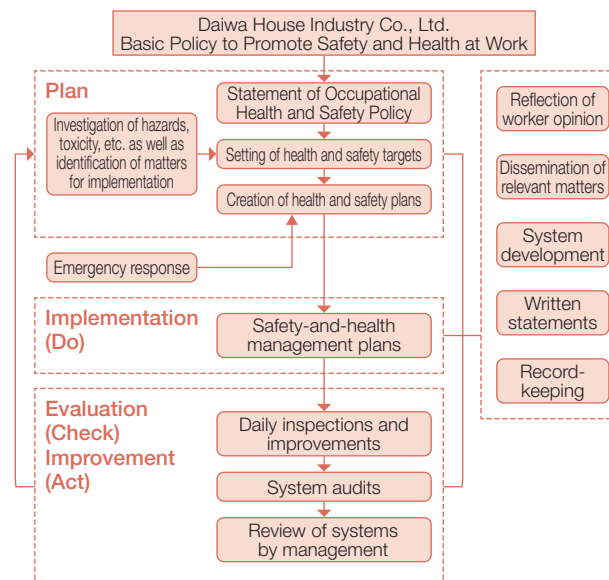 Daiwa House Industry Co., Ltd.
Basic Policy to Promote Safety and Health at Work
Plan
Statement of Occupational
Health and Safety Policy
Investigation of hazards,
toxicity, etc. as well as
identification of matters
for implementation
Setting of health and safety targets
Creation of health and safety plans
Emergency response
Implementation
(Do)
Safety-and-health
management plans
Evaluation
(Check)
Improvement
(Act)
Daily inspections and
improvements
System audits
Review of systems
by management
Reflection of
worker opinion
Dissemination of
relevant matters
System
development
Written
statements
Record-
keeping